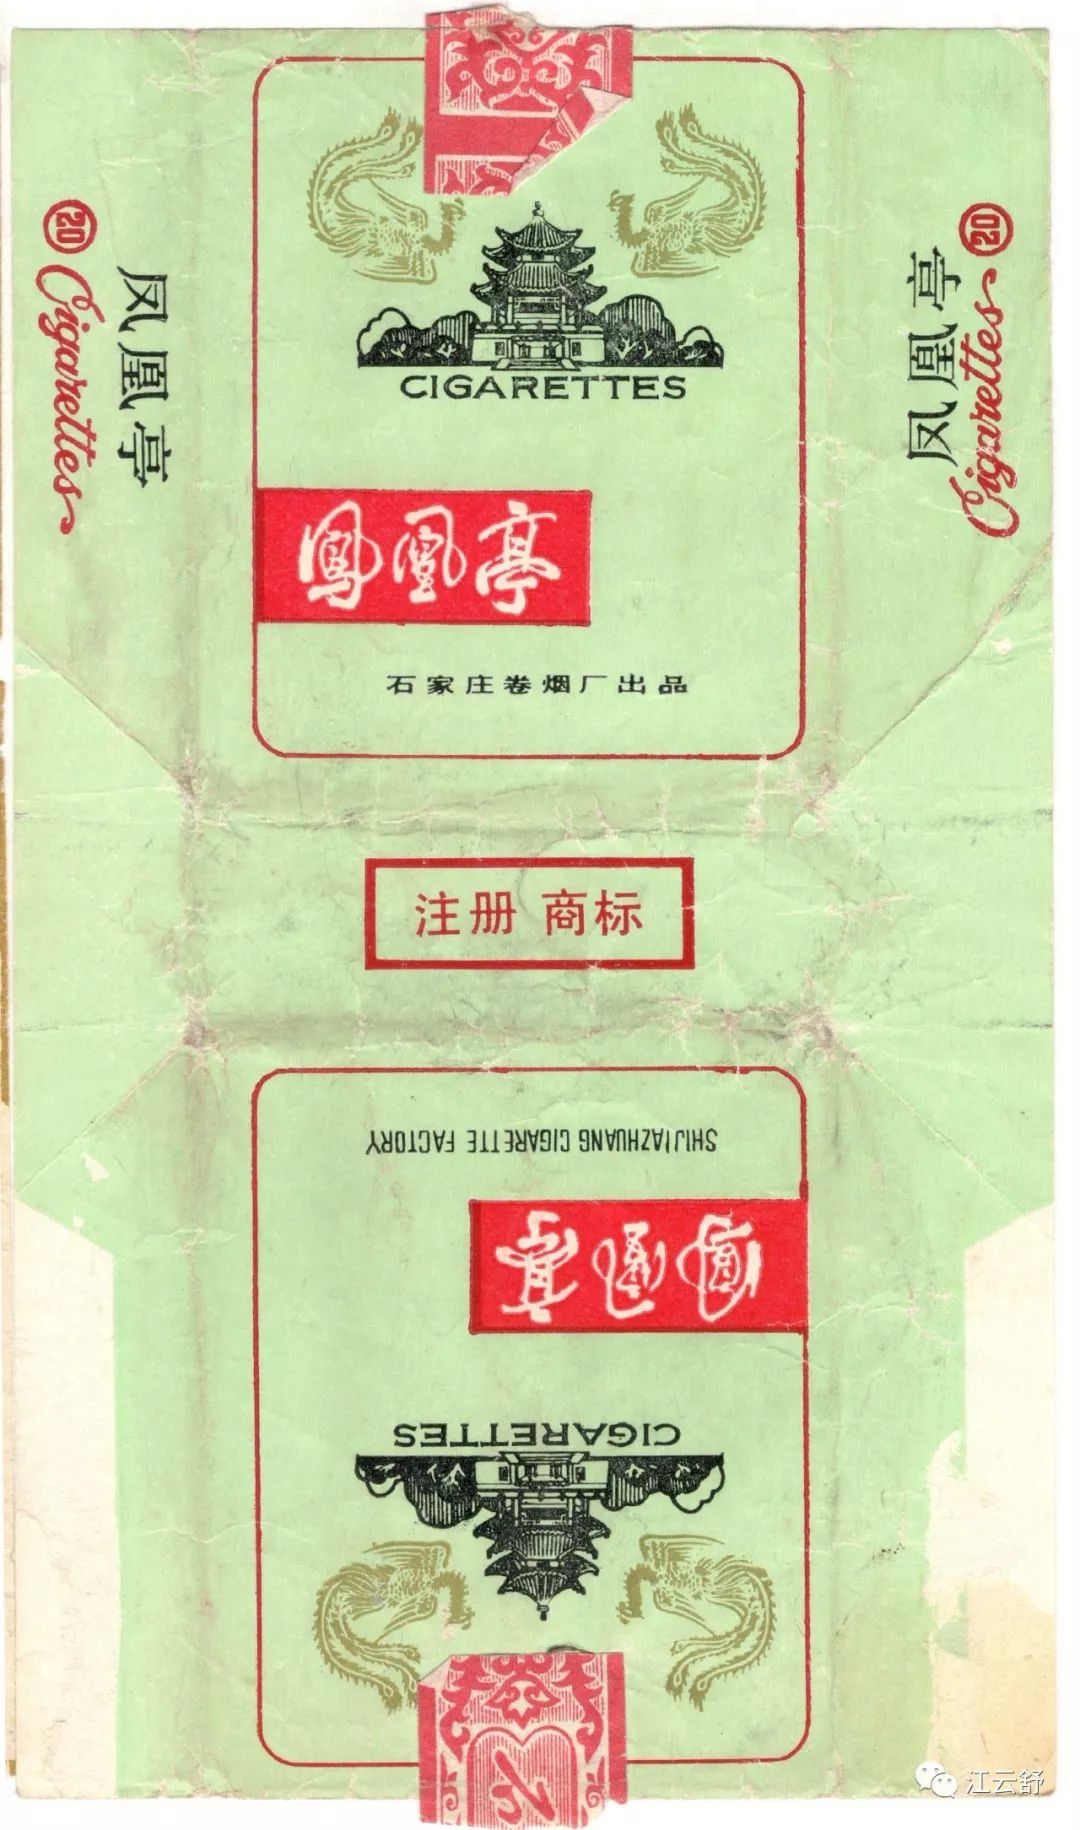 CIGARETTES
鳳凰亭
石家庄卷烟厂出品
20 Cigarettes
凤凰亭
凤凰亭
20 Cigarettes
注册 商标
SHIJIAZHUANG CIGARETTE FACTORY
鳳凰亭
CIGARETTES
江云舒